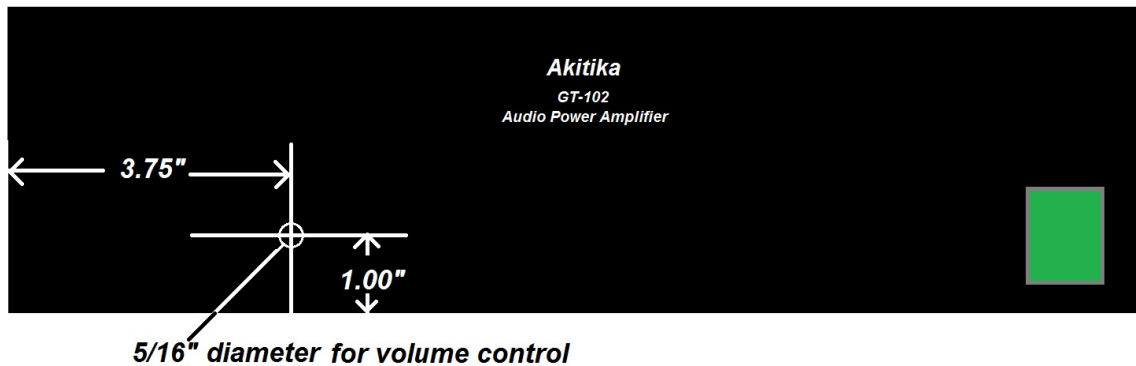 Akitika
GT-102
Audio Power Amplifier
3.75"
1.00"
5/16" diameter for volume control